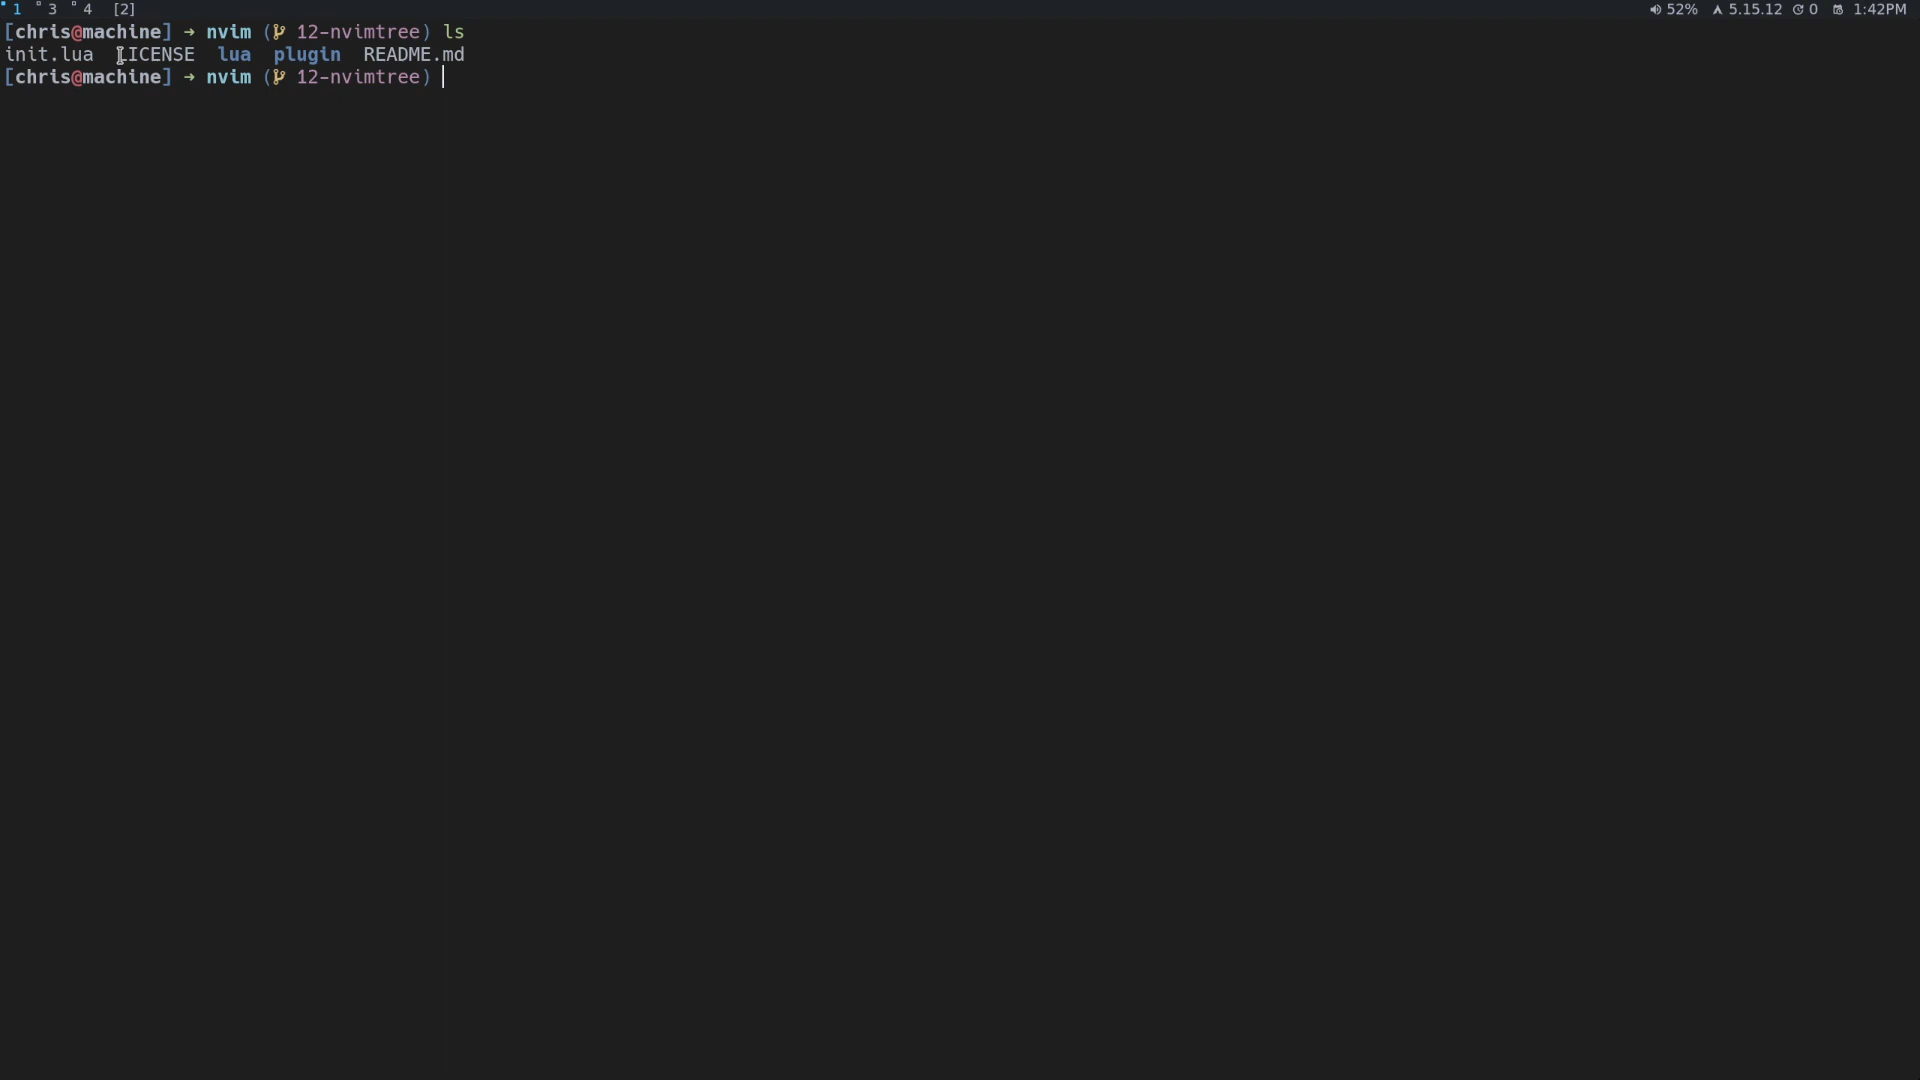 1 3 4 [2] 52% 5.15.12 0 1:42PM
[chris@machine] → nvim ( 12-nvimtree) ls
init.lua LICENSE lua plugin README.md
[chris@machine] → nvim ( 12-nvimtree)